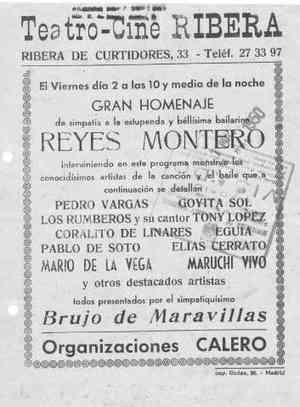 Teatro-Cine RIBERA
RIBERA DE CURTIDORES, 33 - Teléf. 27 33 97
El Viernes día 2 a las 10 y media de la noche
GRAN HOMENAJE
de simpatía a la estupenda y bellísima bailarina
REYES MONTERO
interviniendo en este programa monstruo los
conocidísimos artistas de la canción y el baile que a
continuación se detallan
PEDRO VARGAS GOYITA SOL
LOS RUMBEROS y su cantor TONY LOPEZ
CORALITO DE LINARES EGUIA
PABLO DE SOTO ELIAS CERRATO
MARIO DE LA VEGA MARUCHI VIVO
y otros destacados artistas
todos presentados por el simpatiquísimo
Brujo de Maravillas
Organizaciones CALERO
Madrid